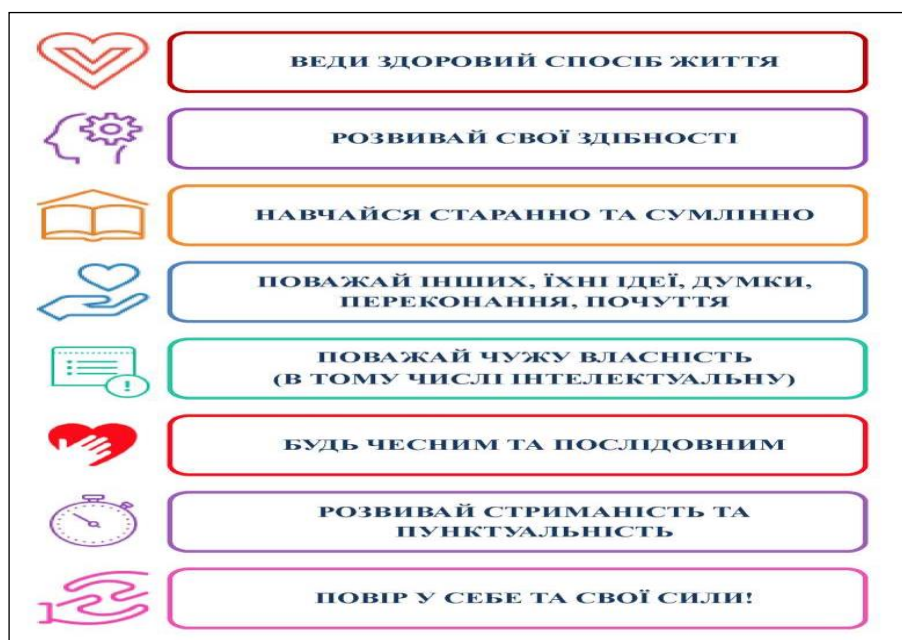 ВЕДИ ЗДОРОВИЙ СПОСІБ ЖИТТЯ
РОЗВИВАЙ СВОЇ ЗДІБНОСТІ
НАВЧАЙСЯ СТАРАННО ТА СУМЛІННО
ПОВАЖАЙ ІНШИХ, ЇХНІ ІДЕЇ, ДУМКИ,
ПЕРЕКОНАННЯ, ПОЧУТТЯ
ПОВАЖАЙ ЧУЖУ ВЛАСНІСТЬ
(В ТОМУ ЧИСЛІ ІНТЕЛЕКТУАЛЬНУ)
БУДЬ ЧЕСНИМ ТА ПОСЛІДОВНИМ
РОЗВИВАЙ СТРИМАНІСТЬ ТА
ПУНКТУАЛЬНІСТЬ
ПОВІР У СЕБЕ ТА СВОЇ СИЛИ!